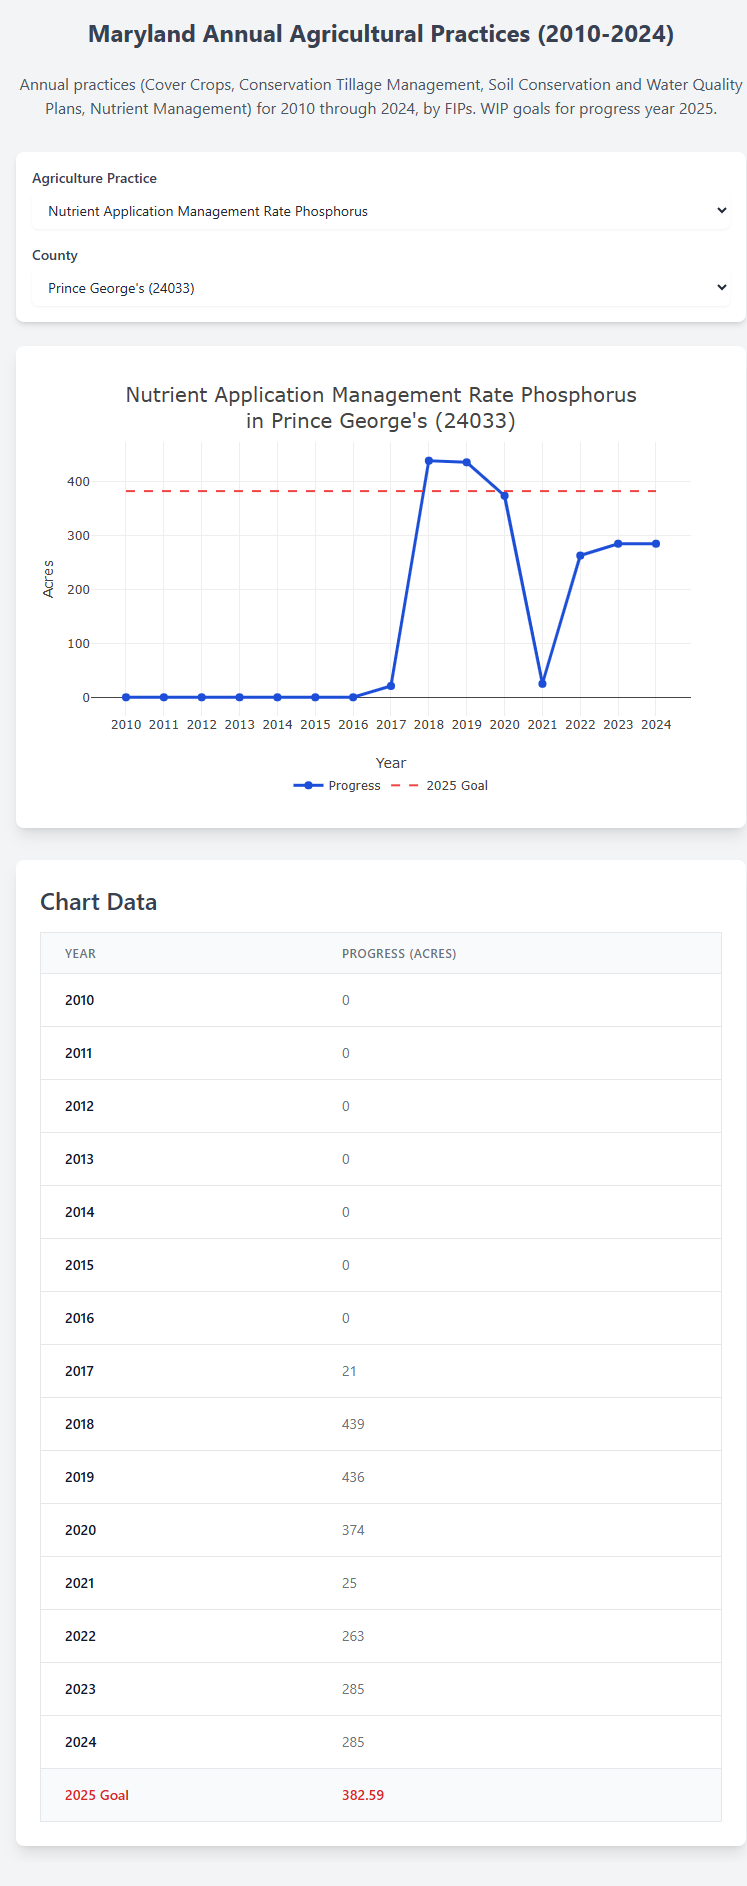 Maryland Annual Agricultural Practices (2010-2024)
Annual practices (Cover Crops, Conservation Tillage Management, Soil Conservation and Water Quality
Plans, Nutrient Management) for 2010 through 2024, by FIPs. WIP goals for progress year 2025.
Agriculture Practice
Nutrient Application Management Rate Phosphorus
County
Prince George's (24033)
Nutrient Application Management Rate Phosphorus
in Prince George's (24033)
Acres
400
300
200
100
0
2010 2011 2012 2013 2014 2015 2016 2017 2018 2019 2020 2021 2022 2023 2024
Year
Progress 2025 Goal
Chart Data
YEAR PROGRESS (ACRES)
2010 0
2011 0
2012 0
2013 0
2014 0
2015 0
2016 0
2017 21
2018 439
2019 436
2020 374
2021 25
2022 263
2023 285
2024 285
2025 Goal 382.59